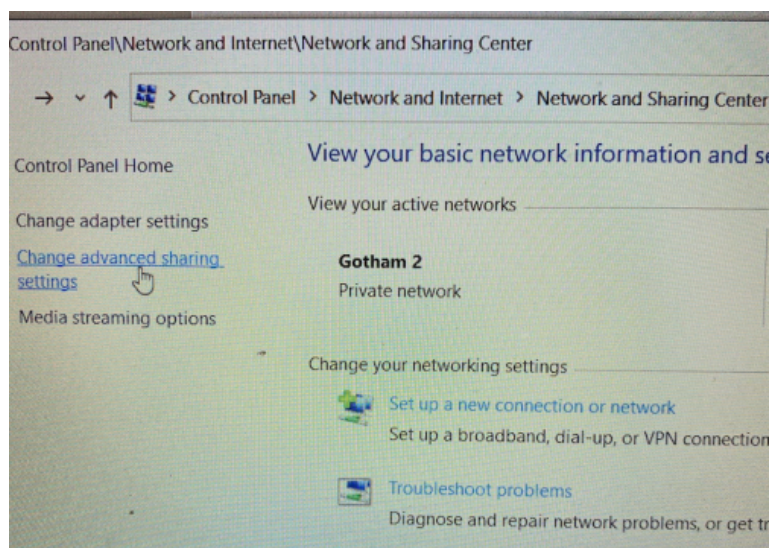 Control Panel\Network and Internet\Network and Sharing Center
Control Panel > Network and Internet > Network and Sharing Center
Control Panel Home
Change adapter settings
Change advanced sharing
settings
Media streaming options
View your basic network information and
View your active networks
Gotham 2
Private network
Change your networking settings
Set up a new connection or network
Set up a broadband, dial-up, or VPN connection
Troubleshoot problems
Diagnose and repair network problems, or get